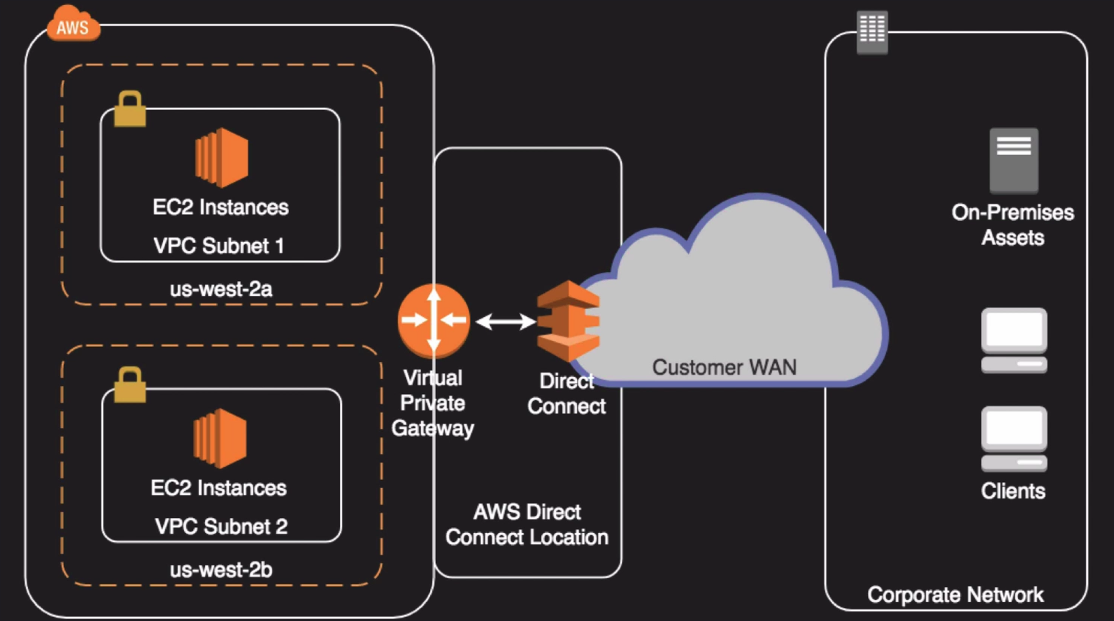 AWS
EC2 Instances
VPC Subnet 1
us-west-2a
EC2 Instances
VPC Subnet 2
us-west-2b
Virtual
Private
Gateway
Direct
Connect
AWS Direct
Connect Location
Customer WAN
On-Premises
Assets
Clients
Corporate Network